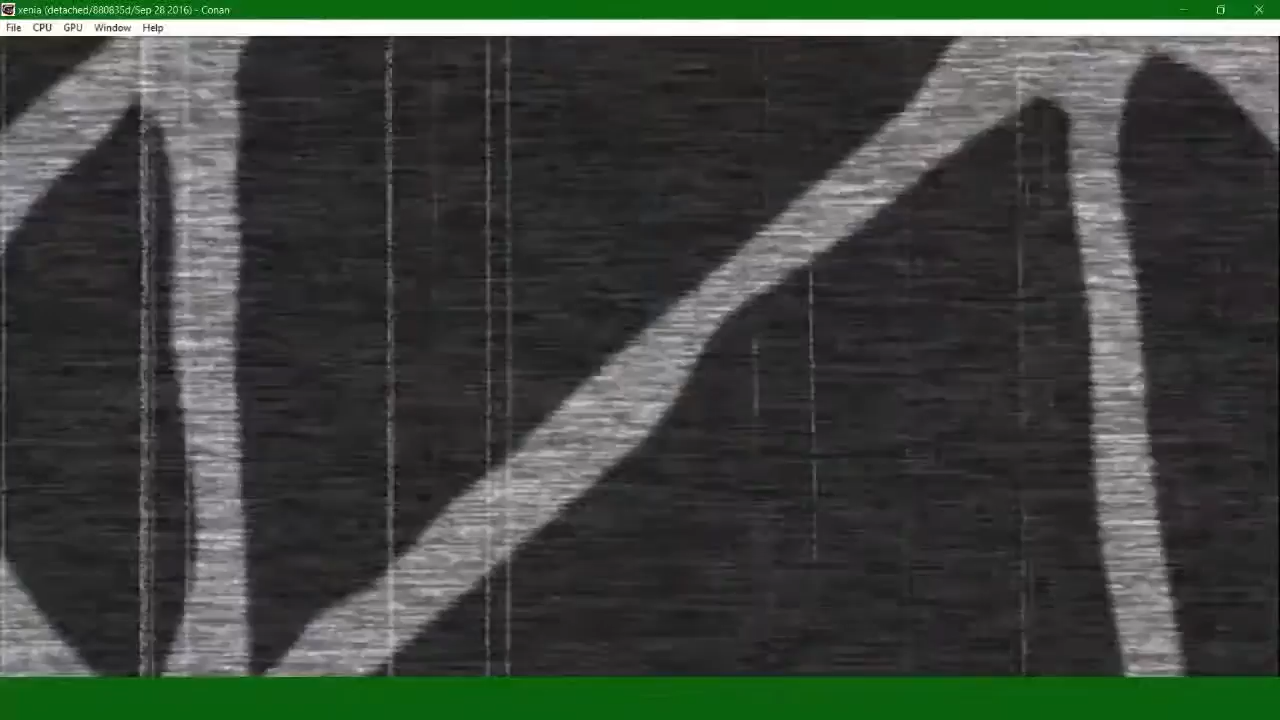 xenia (detached/880835d/Sep 28 2016) - Conan
File CPU GPU Window Help